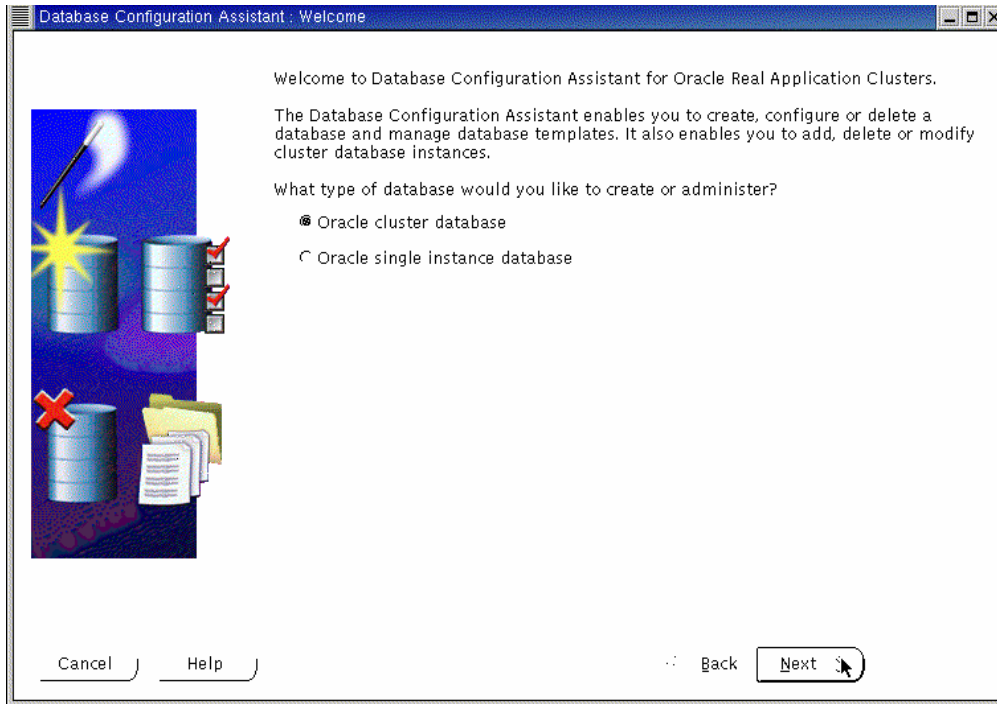 Database Configuration Assistant : Welcome
Welcome to Database Configuration Assistant for Oracle Real Application Clusters.
The Database Configuration Assistant enables you to create, configure or delete a
database and manage database templates. It also enables you to add, delete or modify
cluster database instances.
What type of database would you like to create or administer?
Oracle cluster database
Oracle single instance database
Cancel
Help
Back
Next